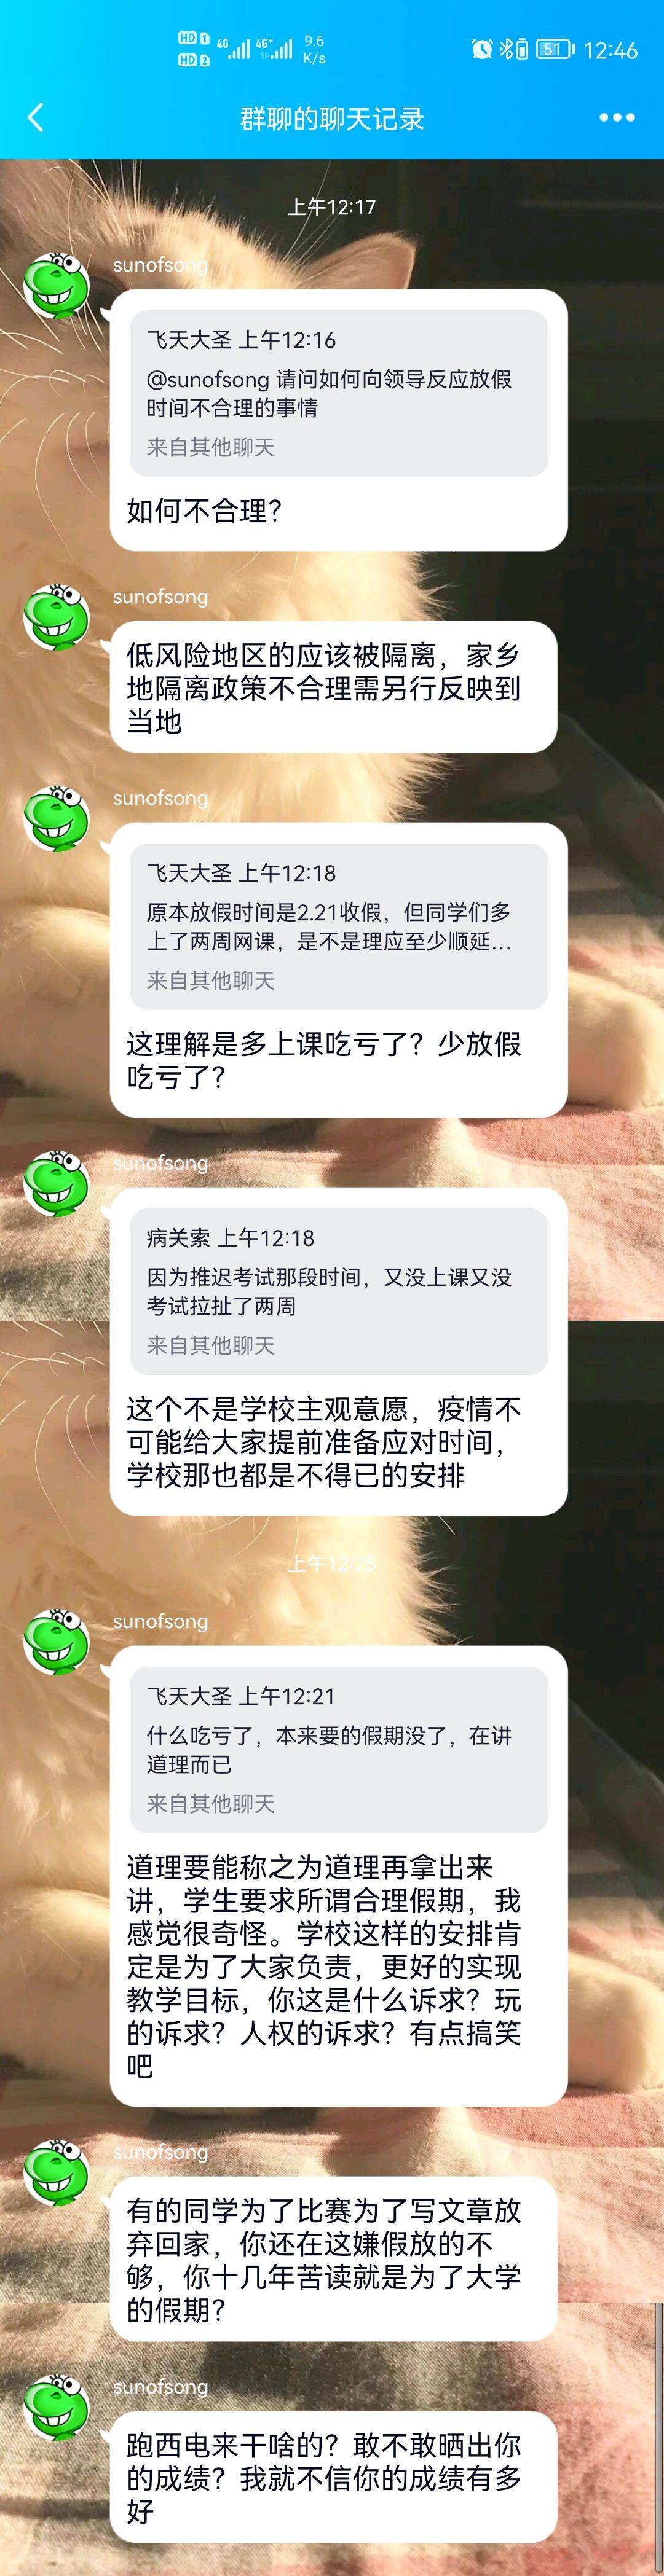 HD 1 4G 4G+ 9.6 51 12:46
HD 2 K/s
群聊的聊天记录
上午12:17
sunofsong
飞天大圣 上午12:16
@sunofsong 请问如何向领导反应放假
时间不合理的事情
来自其他聊天
如何不合理？
sunofsong
低风险地区的应该被隔离，家乡
地隔离政策不合理需另行反映到
当地
sunofsong
飞天大圣 上午12:18
原本放假时间是2.21收假，但同学们多
上了两周网课，是不是理应至少顺延...
来自其他聊天
这理解是多上课吃亏了？少放假
吃亏了？
sunofsong
病关索 上午12:18
因为推迟考试那段时间，又没上课又没
考试拉扯了两周
来自其他聊天
这个不是学校主观意愿，疫情不
可能给大家提前准备应对时间，
学校那也都是不得已的安排
上午12:25
sunofsong
飞天大圣 上午12:21
什么吃亏了，本来要的假期没了，在讲
道理而已
来自其他聊天
道理要能称之为道理再拿出来
讲，学生要求所谓合理假期，我
感觉很奇怪。学校这样的安排肯
定是为了大家负责，更好的实现
教学目标，你这是什么诉求？玩
的诉求？人权的诉求？有点搞笑
吧
sunofsong
有的同学为了比赛为了写文章放
弃回家，你还在这嫌假放的不
够，你十几年苦读就是为了大学
的假期？
sunofsong
跑西电来干啥的？敢不敢晒出你
的成绩？我就不信你的成绩有多
好